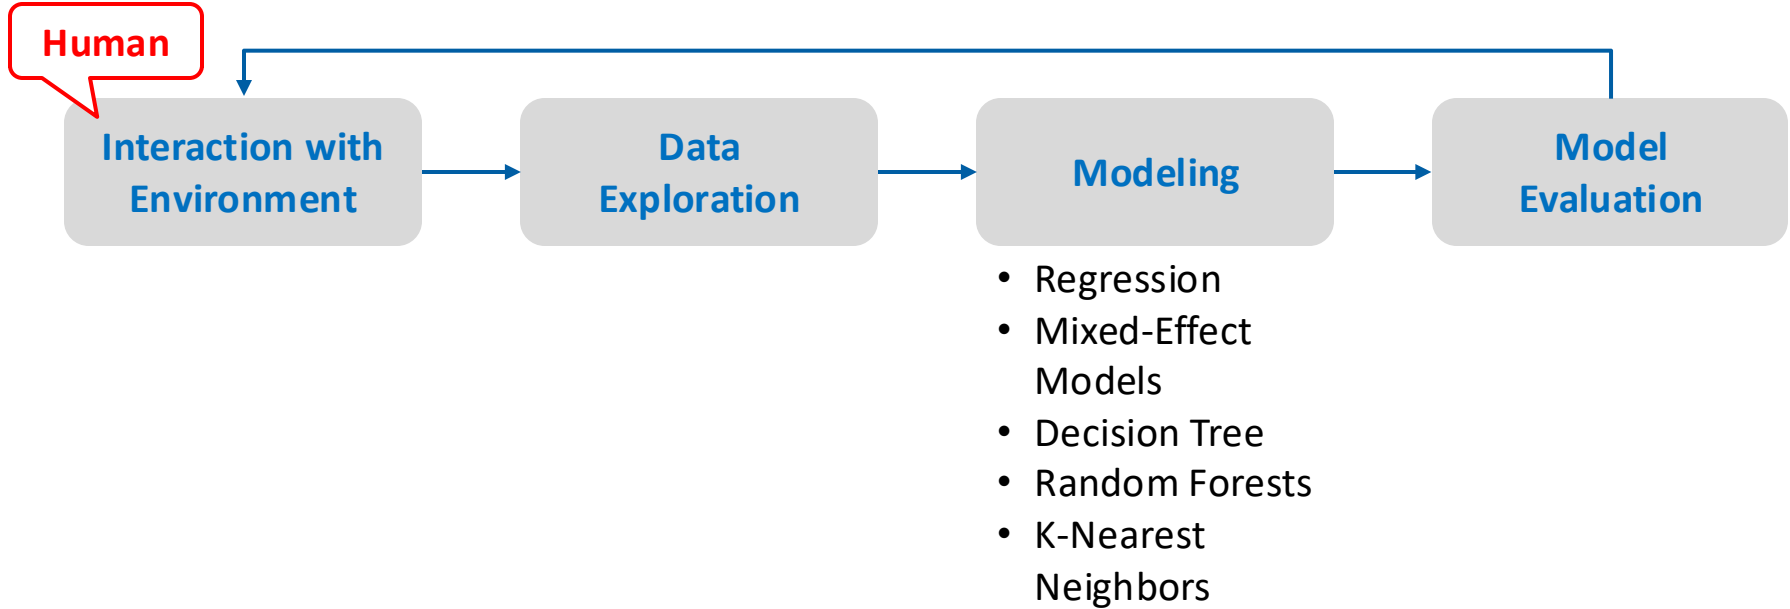 Human
Interaction with
Environment
Data
Exploration
Modeling
Model
Evaluation
• Regression
• Mixed-Effect
Models
• Decision Tree
• Random Forests
• K-Nearest
Neighbors